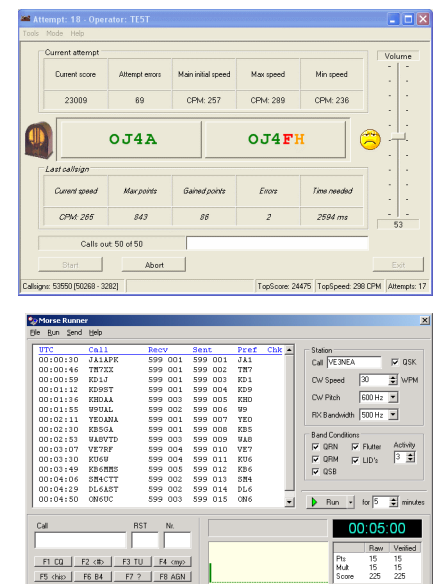 Attempt: 18 - Operator: TE5T
Tools Mode Help
Current attempt
Volume
Current score Attempt errors Main initial speed Max speed Min speed
23009 69 CPM: 257 CPM: 289 CPM: 236
OJ4A OJ4FH
Last callsign
Current speed Max points Gained points Errors Time needed
CPM: 265 843 86 2 2594 ms
53
Calls out: 50 of 50
Start Abort Exit
Callsigns: 53550 [50268 - 3282] TopScore: 24475 TopSpeed: 298 CPM Attempts: 17
Morse Runner
File Run Send Help
UTC Call Recv Sent Pref Chk
00:00:30 JA1APK 599 001 599 001 JA1
00:00:46 TM7XX 599 001 599 002 TM7
00:00:59 KD1J 599 001 599 003 KD1
00:01:12 KD9ST 599 001 599 004 KD9
00:01:36 KH0AA 599 003 599 005 KH0
00:01:55 W9UAL 599 002 599 006 W9
00:02:11 YE0ANA 599 001 599 007 YE0
00:02:30 KB5GA 599 001 599 008 KB5
00:02:53 WA8VTD 599 003 599 009 WA8
00:03:07 VE7RF 599 004 599 010 VE7
00:03:30 KU6W 599 004 599 011 KU6
00:03:49 KB6MMS 599 005 599 012 KB6
00:04:06 SM4CTT 599 002 599 013 SM4
00:04:29 DL6AST 599 002 599 014 DL6
00:04:50 ON6UC 599 003 599 015 ON6
Station
Call VE3NEA QSK
CW Speed 30 WPM
CW Pitch 600 Hz
RX Bandwidth 500 Hz
Band Conditions
QRN Flutter Activity
QRM LID's 3
QSB
Run for 5 minutes
Call RST Nr.
00:05:00
F1 CQ F2 <#> F3 TU F4 <my>
F5 <his> F6 B4 F7 ? F8 AGN
Raw Verified
Pts 15 15
Mult 15 15
Score 225 225